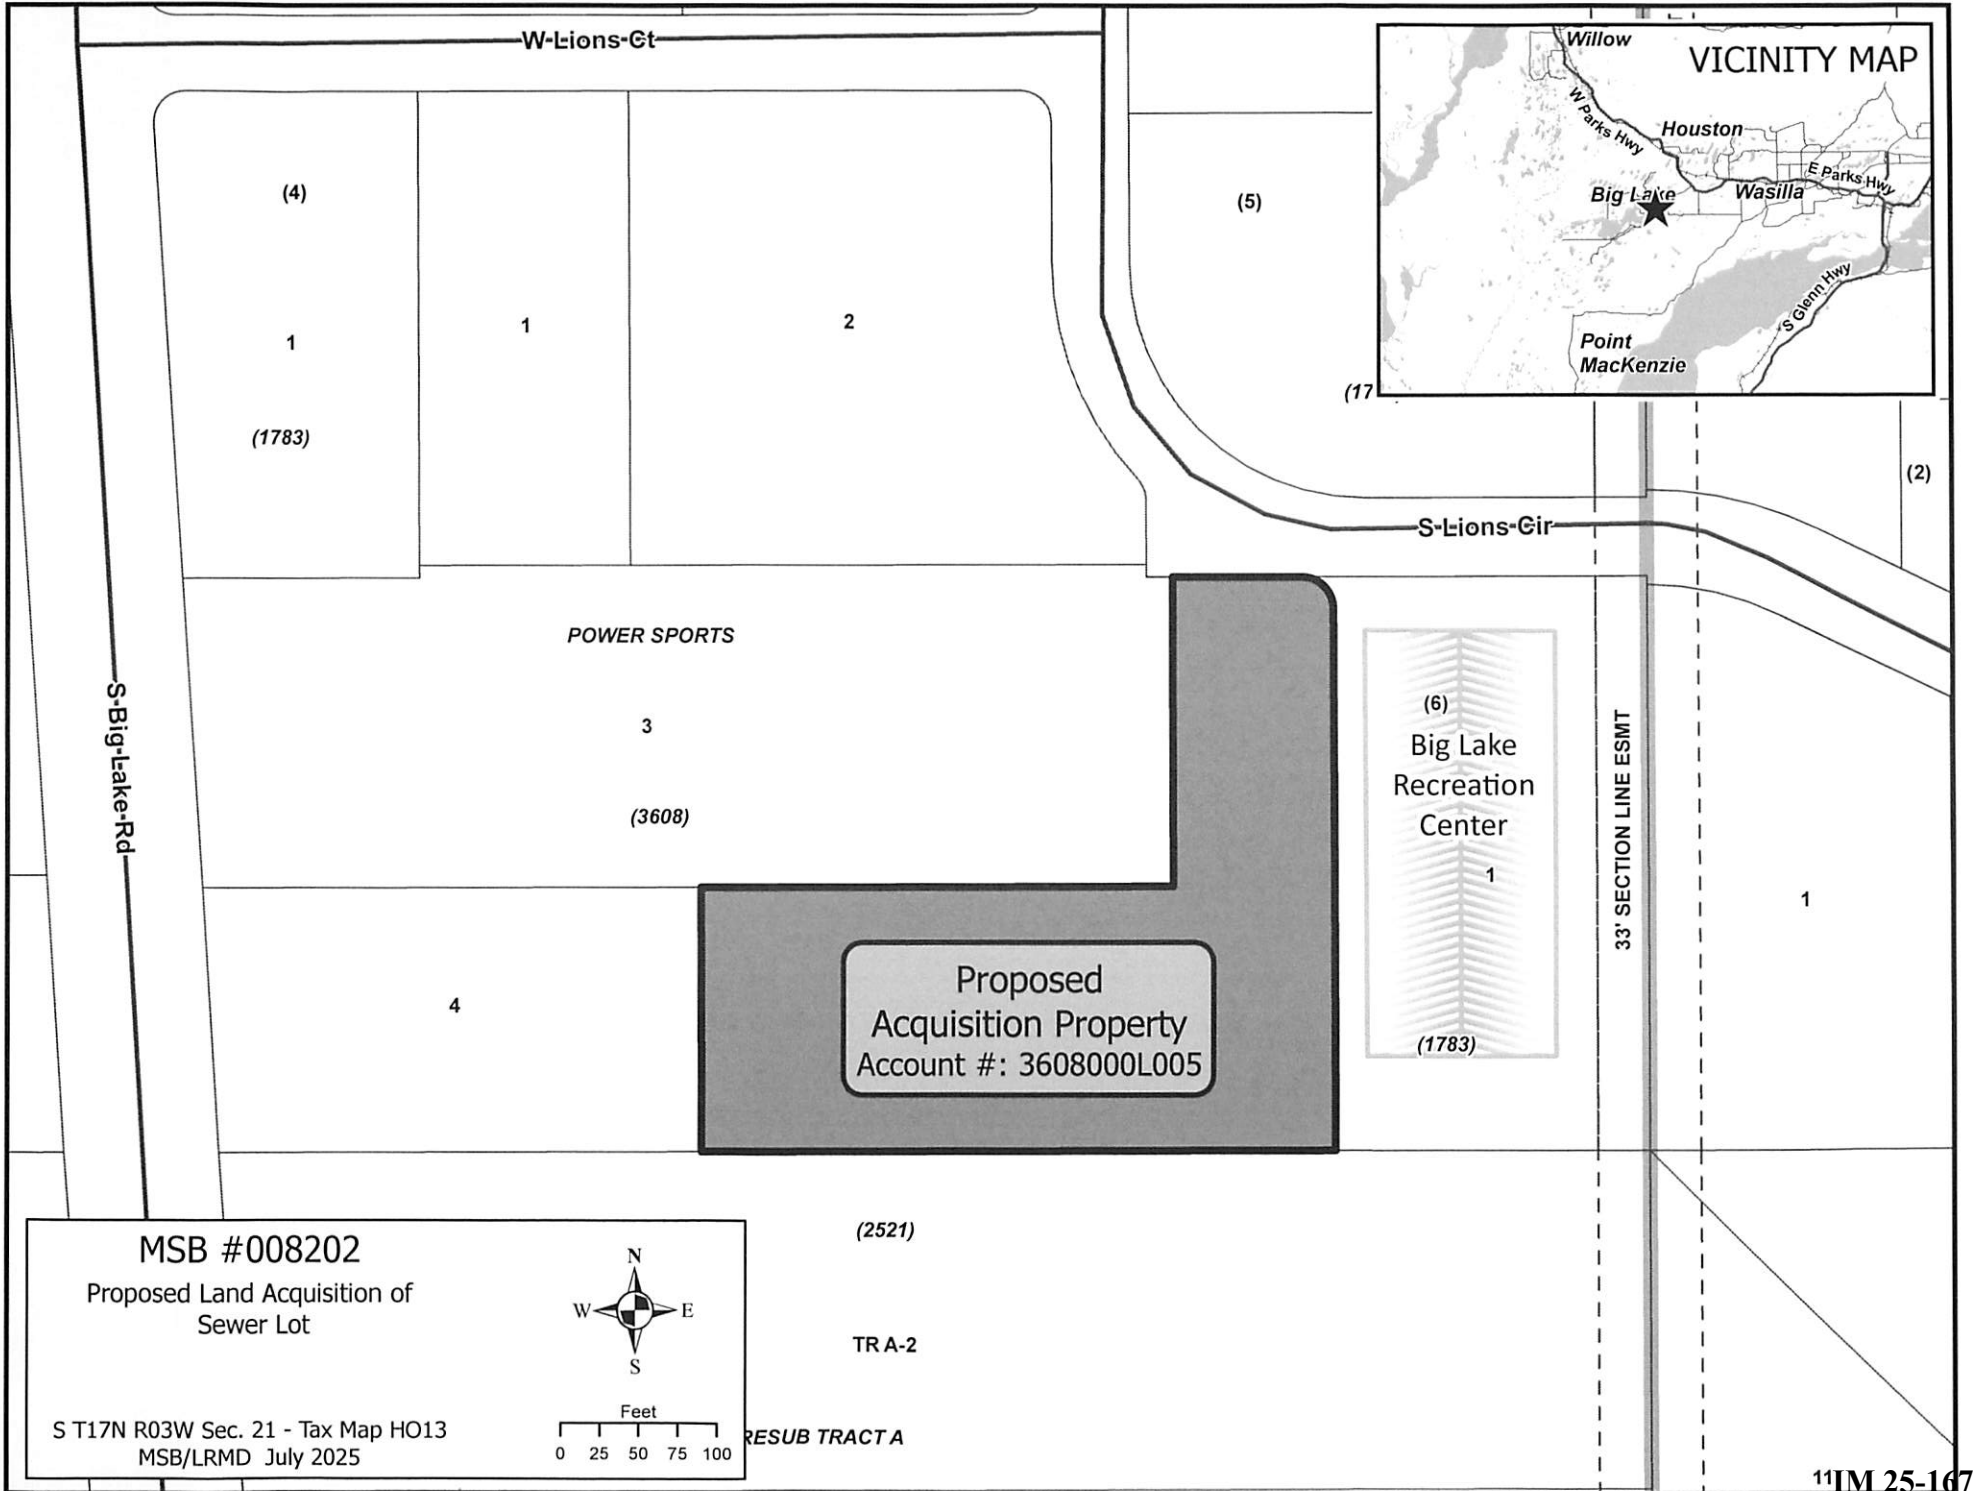 W Lions Ct
VICINITY MAP
Willow
W Parks Hwy
Houston
Big Lake
Wasilla
E Parks Hwy
S Glenn Hwy
Point
MacKenzie
(4)
1
(1783)
1
2
(5)
(17
(2)
S Lions Cir
POWER SPORTS
3
(3608)
S Big Lake Rd
(6)
Big Lake
Recreation
Center
1
(1783)
33' SECTION LINE ESMT
1
4
Proposed
Acquisition Property
Account #: 3608000L005
(2521)
TR A-2
RESUB TRACT A
MSB #008202
Proposed Land Acquisition of
Sewer Lot
N
W E
S
Feet
0 25 50 75 100
S T17N R03W Sec. 21 - Tax Map HO13
MSB/LRMD July 2025
11IM 25-167